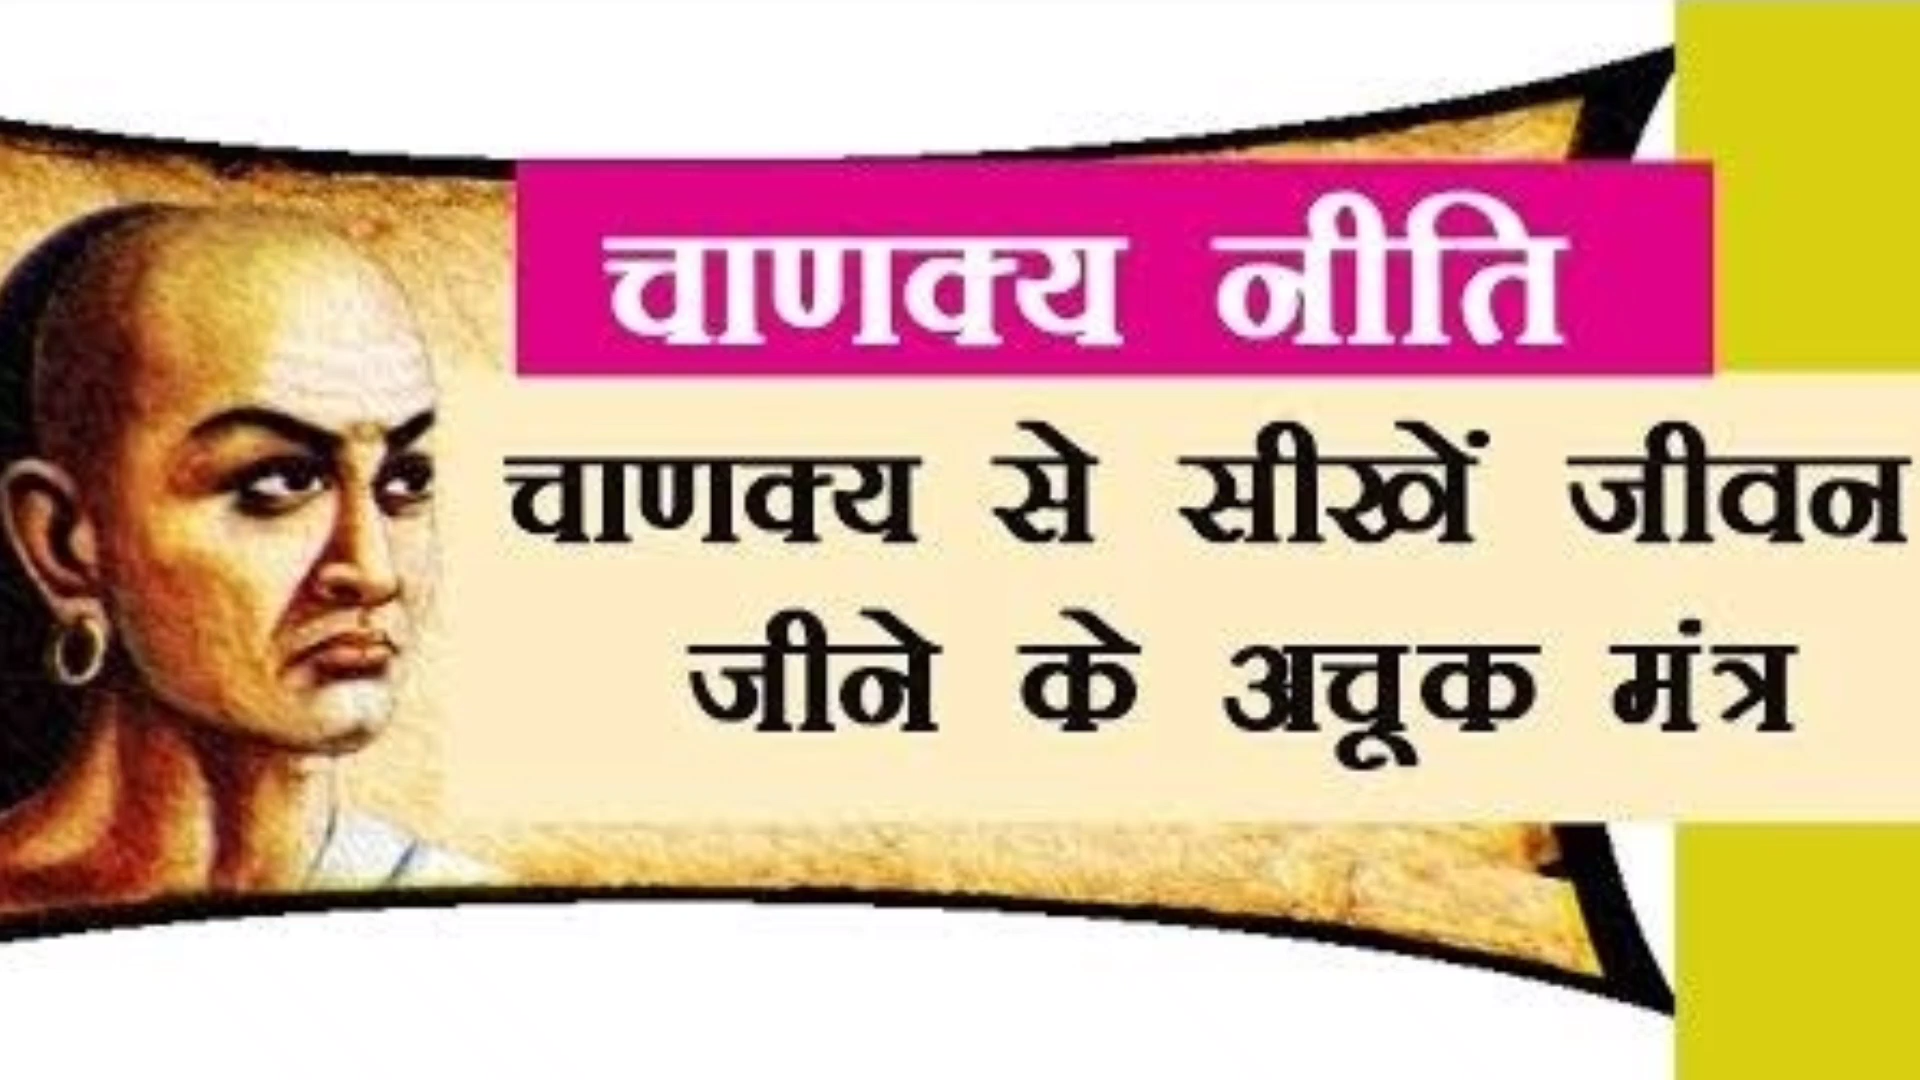 चाणक्य नीति
चाणक्य से सीखें जीवन
जीने के अचूक मंत्र